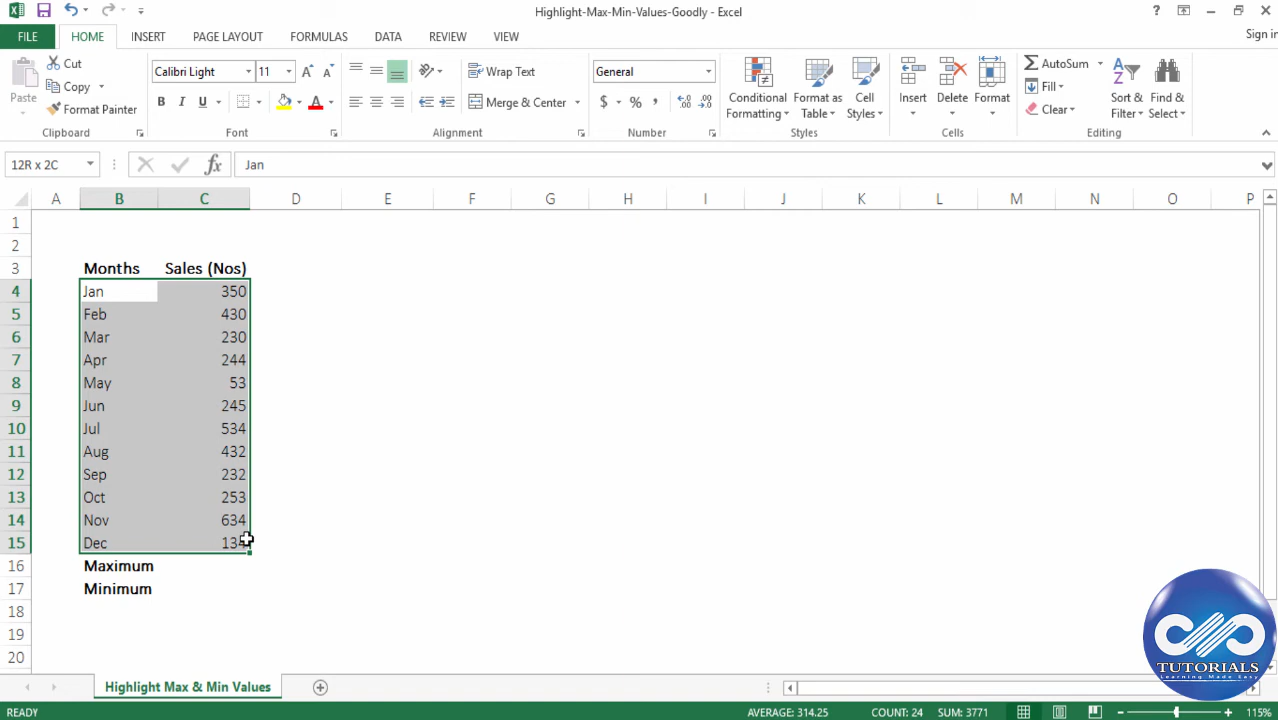 Highlight-Max-Min-Values-Goodly - Excel
?
Sign in
FILE HOME INSERT PAGE LAYOUT FORMULAS DATA REVIEW VIEW
Paste
Cut
Copy
Format Painter
Clipboard
Calibri Light 11
B I U
Font
Wrap Text
Merge & Center
Alignment
General
$ % ,
Number
Conditional Formatting
Format as Table
Cell Styles
Styles
Insert Delete Format
Cells
AutoSum
Fill
Clear
Sort & Filter
Find & Select
Editing
12R x 2C fx Jan
A B C D E F G H I J K L M N O P
1
2
3 Months Sales (Nos)
4 Jan 350
5 Feb 430
6 Mar 230
7 Apr 244
8 May 53
9 Jun 245
10 Jul 534
11 Aug 432
12 Sep 232
13 Oct 253
14 Nov 634
15 Dec 134
16 Maximum
17 Minimum
18
19
20
TUTORIALS
Learning Made Easy
Highlight Max & Min Values
READY AVERAGE: 314.25 COUNT: 24 SUM: 3771 115%